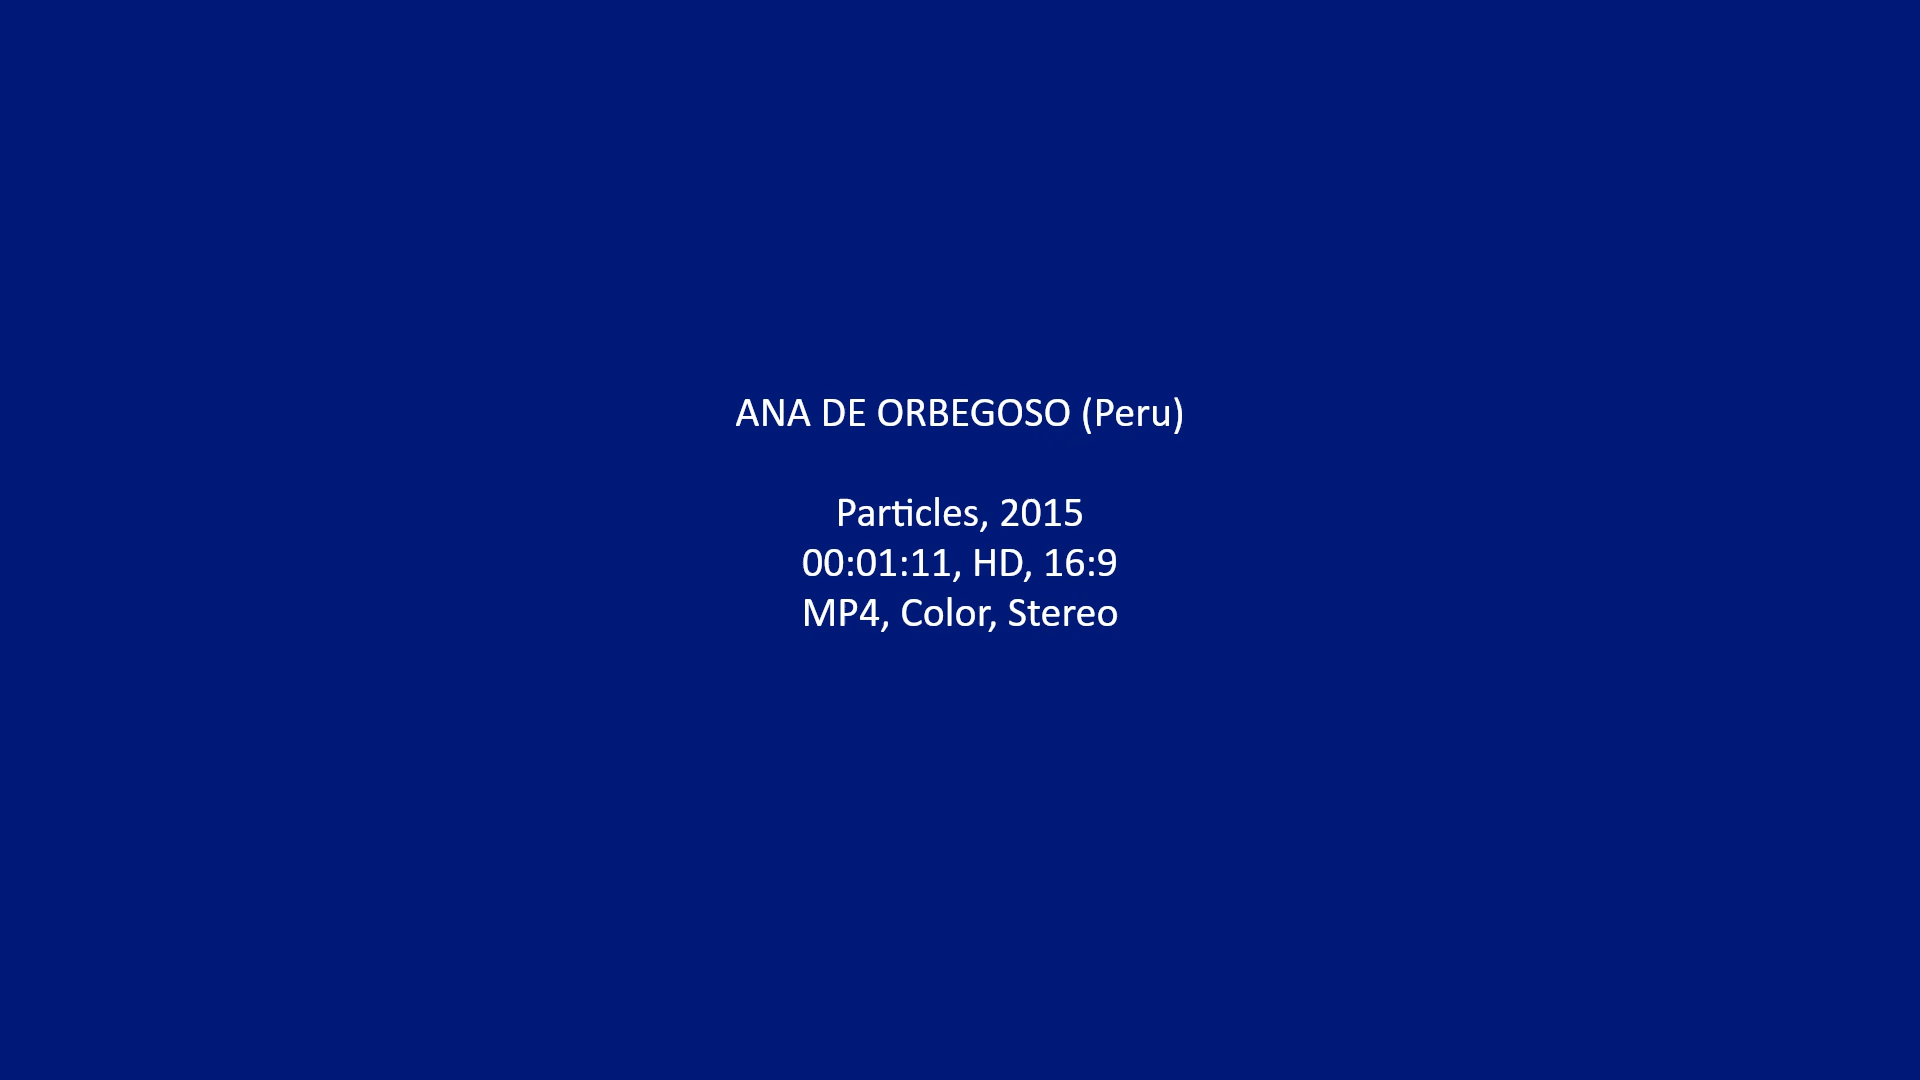 ANA DE ORBEGOSO (Peru)
Particles, 2015
00:01:11, HD, 16:9
MP4, Color, Stereo